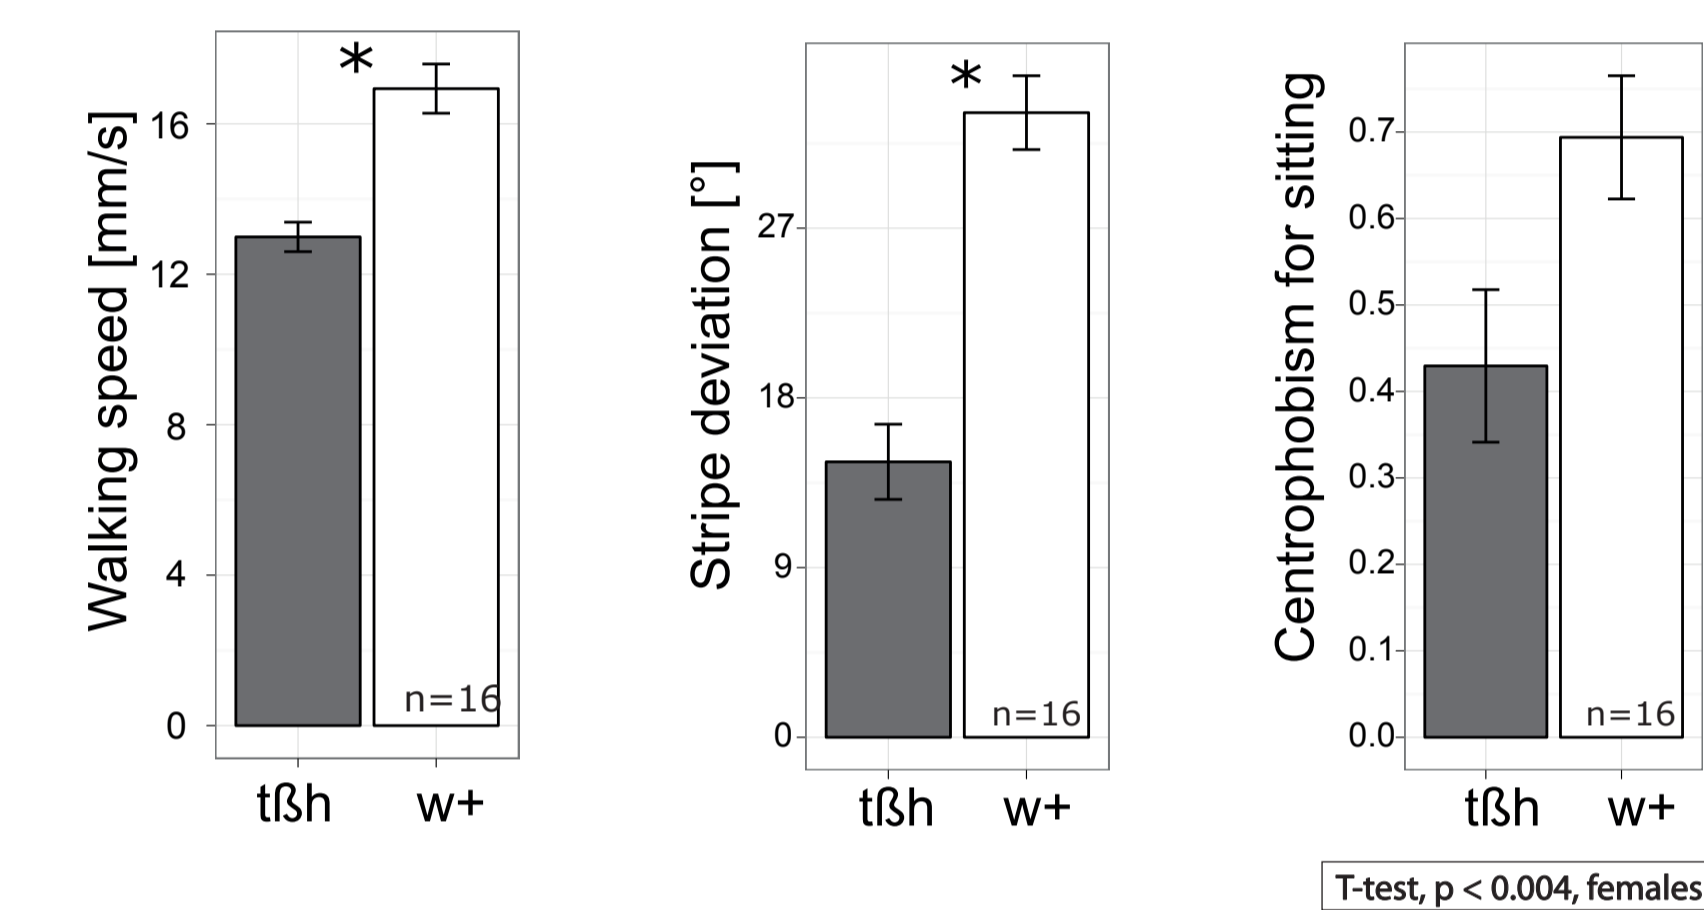 Walking speed [mm/s]
16
12
8
4
0
*
n=16
tßh w+
Stripe deviation [°]
27
18
9
0
*
n=16
tßh w+
Centrophobism for sitting
0.7
0.6
0.5
0.4
0.3
0.2
0.1
0.0
n=16
tßh w+
T-test, p < 0.004, females